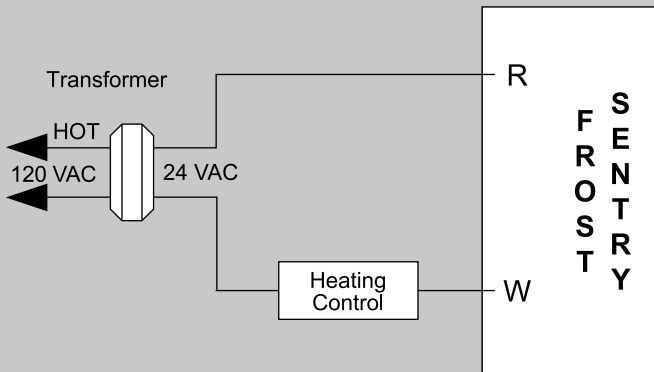 Transformer
HOT
120 VAC
24 VAC
R
Heating
Control
W
FROST
SENTRY